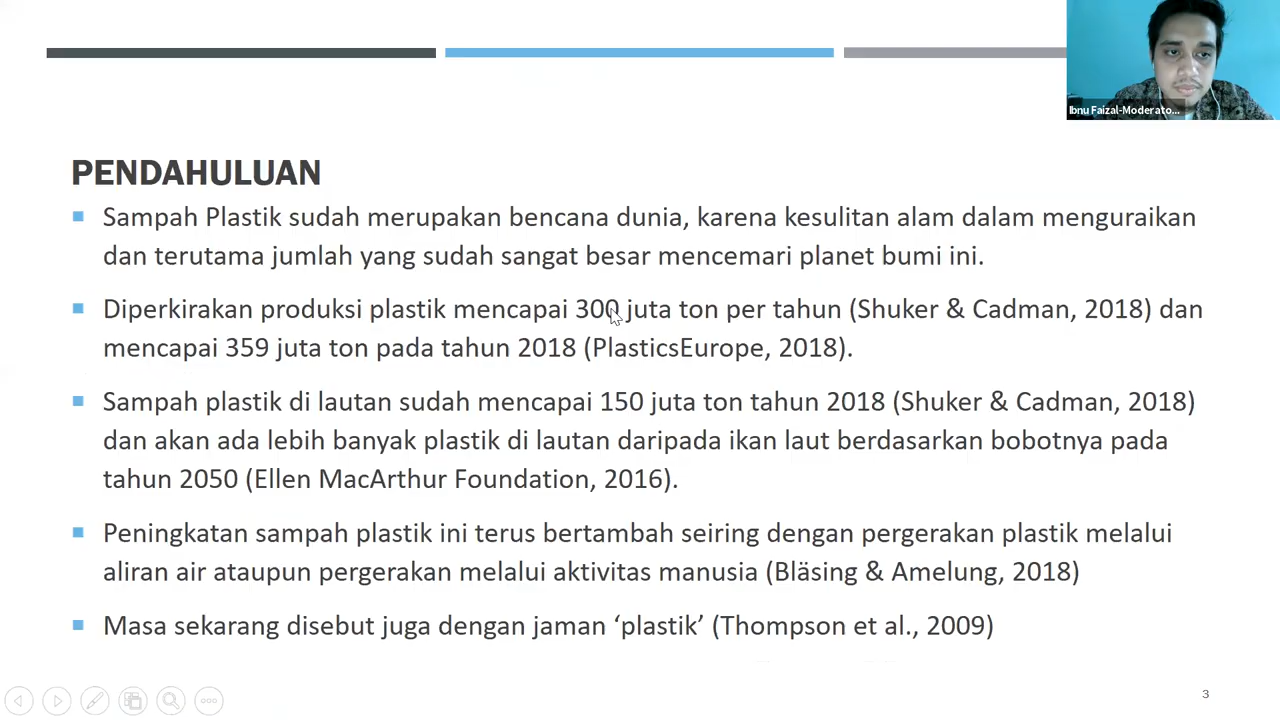 Ibnu Faizal-Moderato...
PENDAHULUAN
Sampah Plastik sudah merupakan bencana dunia, karena kesulitan alam dalam menguraikan
dan terutama jumlah yang sudah sangat besar mencemari planet bumi ini.
Diperkirakan produksi plastik mencapai 300 juta ton per tahun (Shuker & Cadman, 2018) dan
mencapai 359 juta ton pada tahun 2018 (PlasticsEurope, 2018).
Sampah plastik di lautan sudah mencapai 150 juta ton tahun 2018 (Shuker & Cadman, 2018)
dan akan ada lebih banyak plastik di lautan daripada ikan laut berdasarkan bobotnya pada
tahun 2050 (Ellen MacArthur Foundation, 2016).
Peningkatan sampah plastik ini terus bertambah seiring dengan pergerakan plastik melalui
aliran air ataupun pergerakan melalui aktivitas manusia (Bläsing & Amelung, 2018)
Masa sekarang disebut juga dengan jaman ‘plastik’ (Thompson et al., 2009)
3